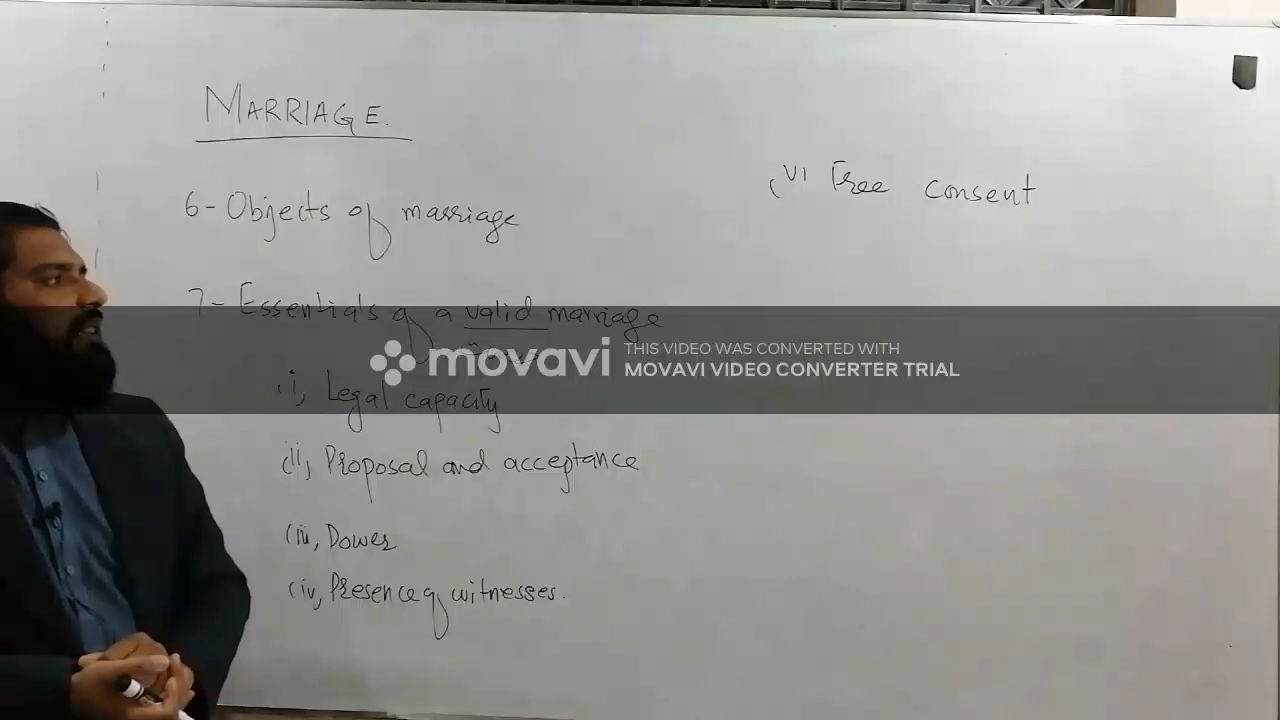 MARRIAGE.
6- Objects of marriage
7- Essentials of a valid marriage
(i, Legal capacity
(ii, Proposal and acceptance
(iii, Dower
(iv, Presence of witnesses.
(v) Free consent
movavi
THIS VIDEO WAS CONVERTED WITH
MOVAVI VIDEO CONVERTER TRIAL